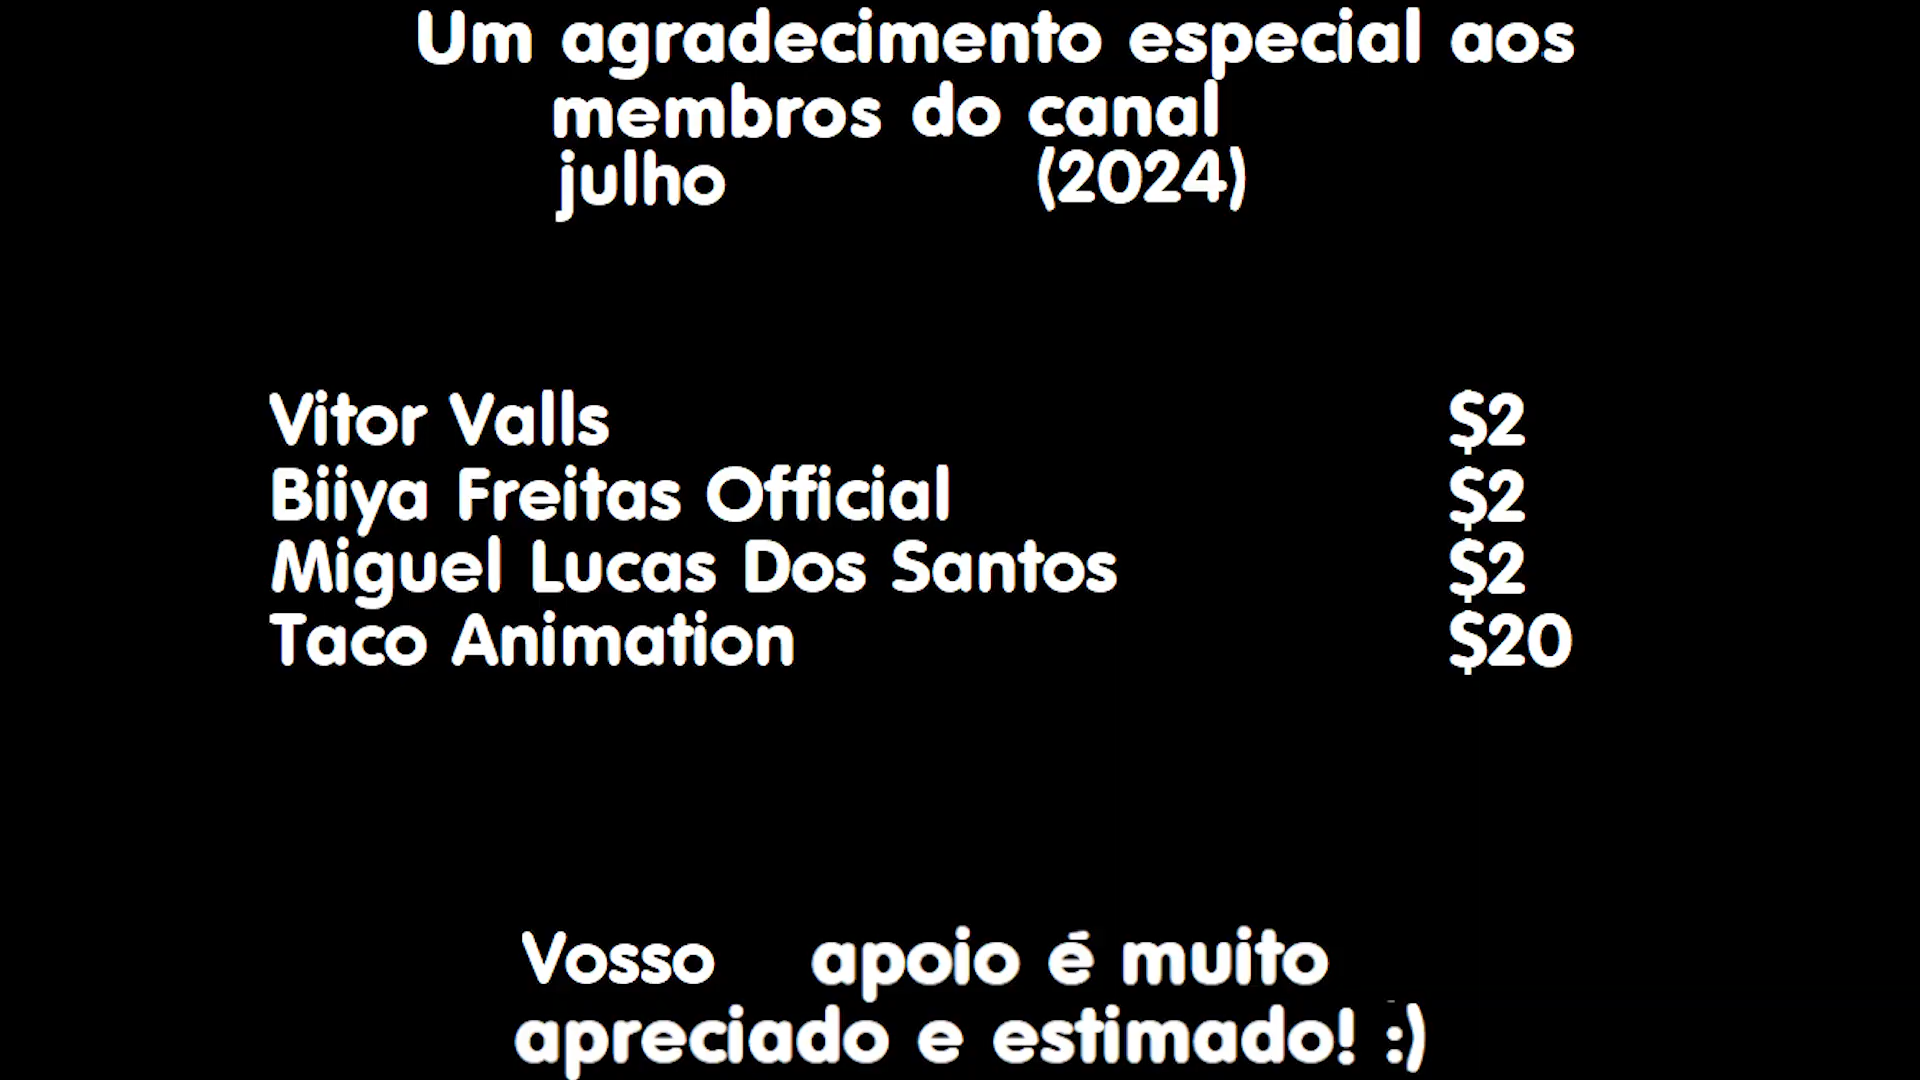 Um agradecimento especial aos
membros do canal
julho (2024)
Vitor Valls $2
Biiya Freitas Official $2
Miguel Lucas Dos Santos $2
Taco Animation $20
Vosso apoio é muito
apreciado e estimado! :)